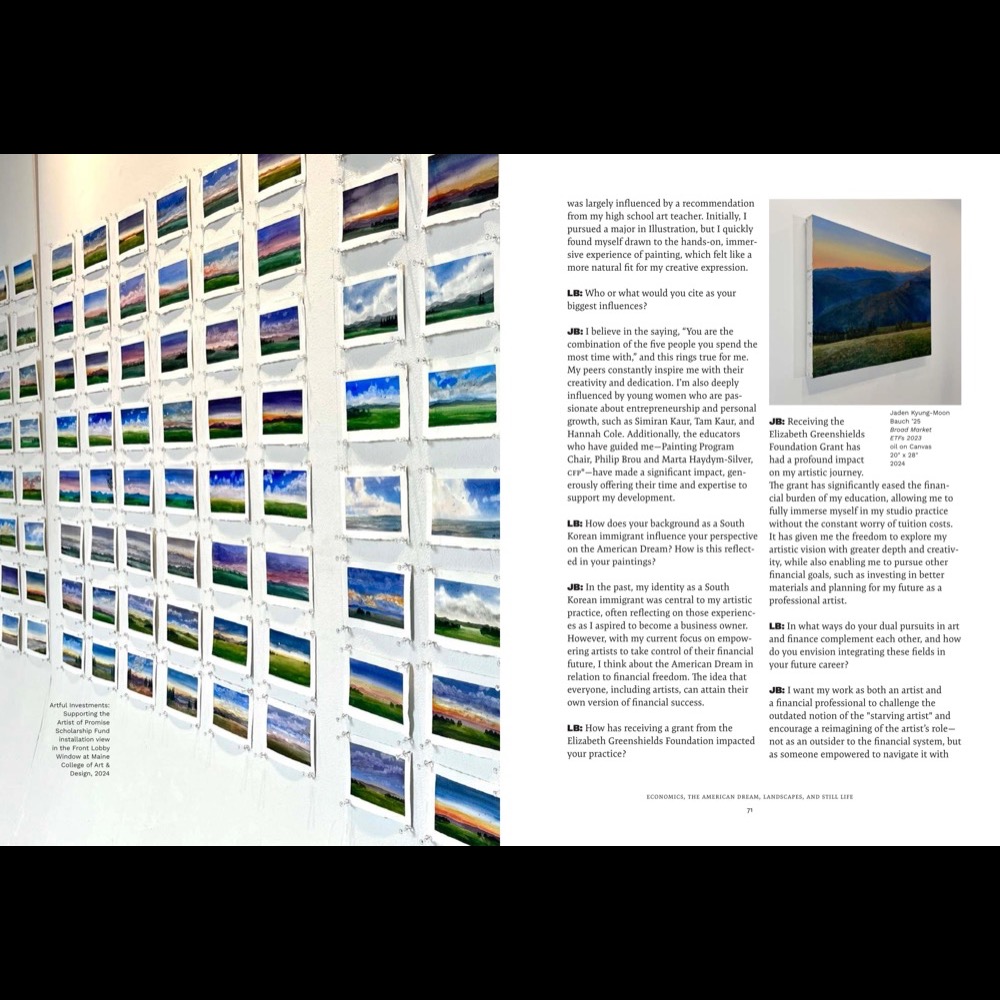 Artful Investments:
Supporting the
Artist of Promise
Scholarship Fund
installation view
in the Front Lobby
Window at Maine
College of Art &
Design, 2024
was largely influenced by a recommendation
from my high school art teacher. Initially, I
pursued a major in Illustration, but I quickly
found myself drawn to the hands-on, immer-
sive experience of painting, which felt like a
more natural fit for my creative expression.
LB: Who or what would you cite as your
biggest influences?
JB: I believe in the saying, “You are the
combination of the five people you spend the
most time with,” and this rings true for me.
My peers constantly inspire me with their
creativity and dedication. I’m also deeply
influenced by young women who are pas-
sionate about entrepreneurship and personal
growth, such as Simiran Kaur, Tam Kaur, and
Hannah Cole. Additionally, the educators
who have guided me—Painting Program
Chair, Philip Brou and Marta Haydym-Silver,
CFP®—have made a significant impact, gen-
erously offering their time and expertise to
support my development.
LB: How does your background as a South
Korean immigrant influence your perspective
on the American Dream? How is this reflect-
ed in your paintings?
JB: In the past, my identity as a South
Korean immigrant was central to my artistic
practice, often reflecting on those experienc-
es as I aspired to become a business owner.
However, with my current focus on empow-
ering artists to take control of their financial
future, I think about the American Dream in
relation to financial freedom. The idea that
everyone, including artists, can attain their
own version of financial success.
LB: How has receiving a grant from the
Elizabeth Greenshields Foundation impacted
your practice?
Jaden Kyung-Moon
Bauch ’25
Broad Market
ETFs 2023
oil on Canvas
20" x 28"
2024
JB: Receiving the
Elizabeth Greenshields
Foundation Grant has
had a profound impact
on my artistic journey.
The grant has significantly eased the finan-
cial burden of my education, allowing me to
fully immerse myself in my studio practice
without the constant worry of tuition costs.
It has given me the freedom to explore my
artistic vision with greater depth and creativ-
ity, while also enabling me to pursue other
financial goals, such as investing in better
materials and planning for my future as a
professional artist.
LB: In what ways do your dual pursuits in art
and finance complement each other, and how
do you envision integrating these fields in
your future career?
JB: I want my work as both an artist and
a financial professional to challenge the
outdated notion of the "starving artist" and
encourage a reimagining of the artist’s role—
not as an outsider to the financial system, but
as someone empowered to navigate it with
ECONOMICS, THE AMERICAN DREAM, LANDSCAPES, AND STILL LIFE
71